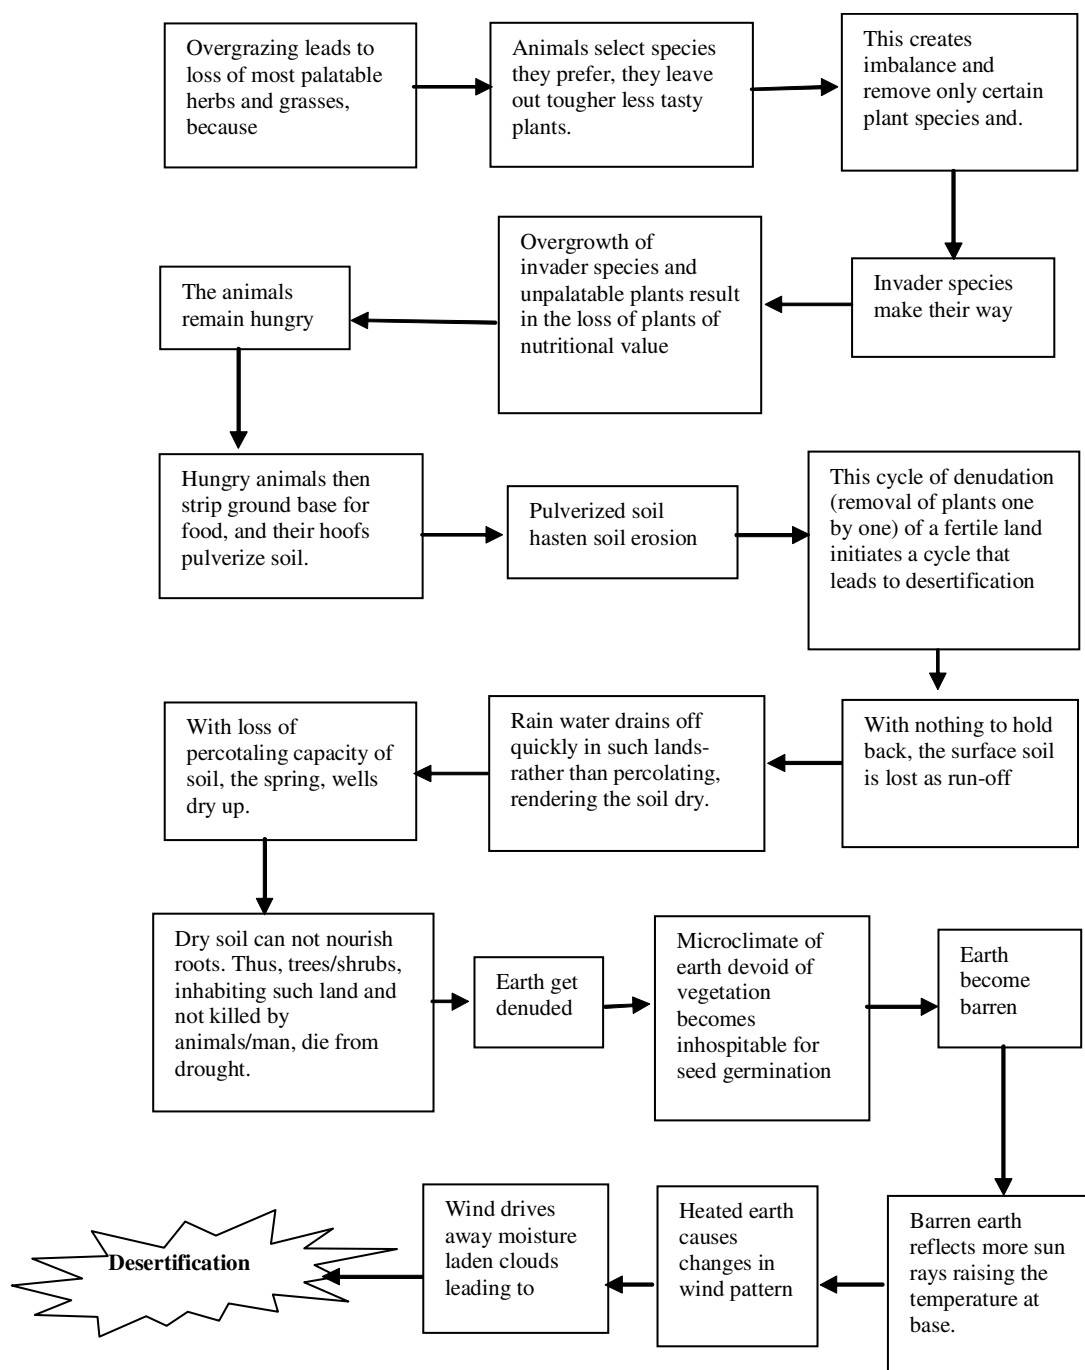 Overgrazing leads to
loss of most palatable
herbs and grasses,
because
Animals select species
they prefer, they leave
out tougher less tasty
plants.
This creates
imbalance and
remove only certain
plant species and.
Invader species
make their way
Overgrowth of
invader species and
unpalatable plants result
in the loss of plants of
nutritional value
The animals
remain hungry
Hungry animals then
strip ground base for
food, and their hoofs
pulverize soil.
Pulverized soil
hasten soil erosion
This cycle of denudation
(removal of plants one
by one) of a fertile land
initiates a cycle that
leads to desertification
With nothing to hold
back, the surface soil
is lost as run-off
Rain water drains off
quickly in such lands-
rather than percolating,
rendering the soil dry.
With loss of
percotaling capacity of
soil, the spring, wells
dry up.
Dry soil can not nourish
roots. Thus, trees/shrubs,
inhabiting such land and
not killed by
animals/man, die from
drought.
Earth get
denuded
Microclimate of
earth devoid of
vegetation
becomes
inhospitable for
seed germination
Earth
become
barren
Barren earth
reflects more sun
rays raising the
temperature at
base.
Heated earth
causes
changes in
wind pattern
Wind drives
away moisture
laden clouds
leading to
Desertification